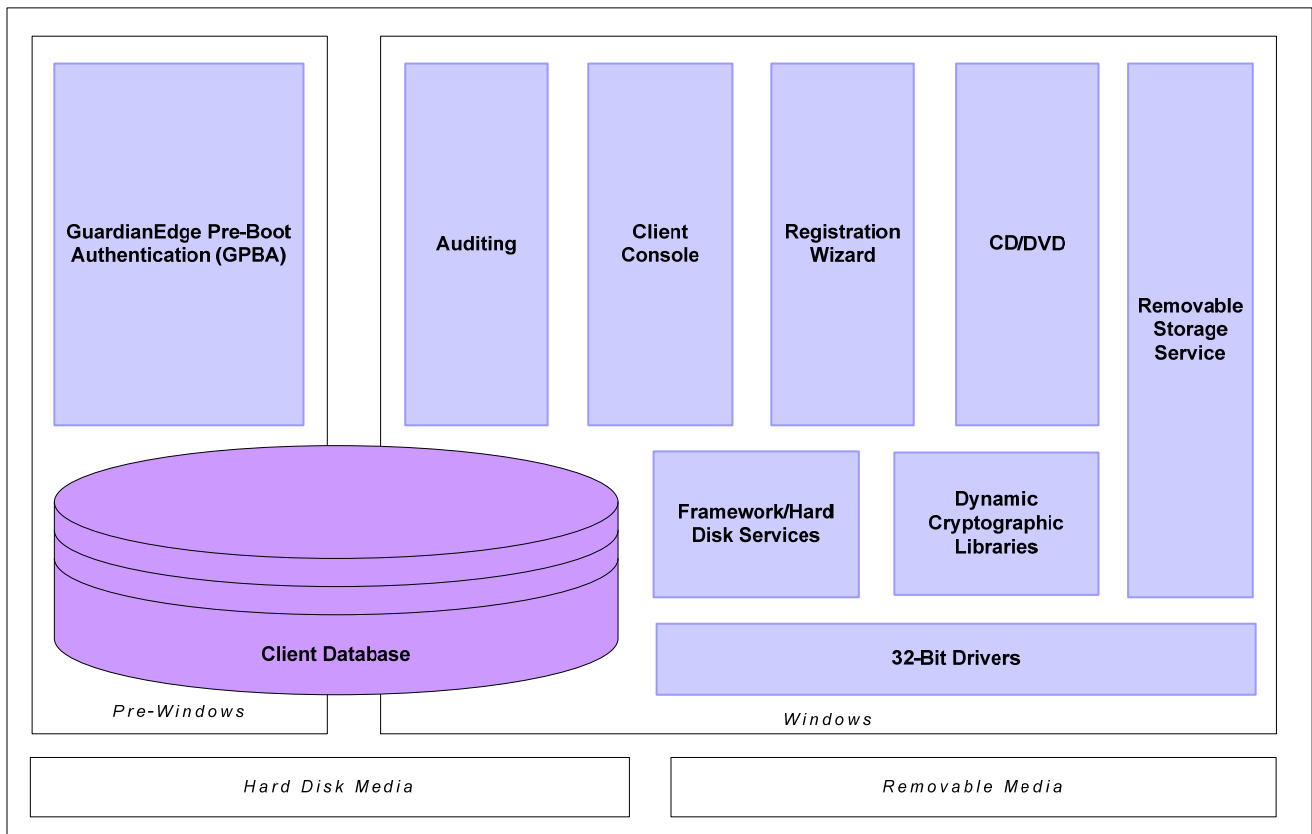 GuardianEdge Pre-Boot
Authentication (GPBA)
Auditing
Client
Console
Registration
Wizard
CD/DVD
Removable
Storage
Service
Framework/Hard
Disk Services
Dynamic
Cryptographic
Libraries
Client Database
32-Bit Drivers
Pre-Windows
Windows
Hard Disk Media
Removable Media